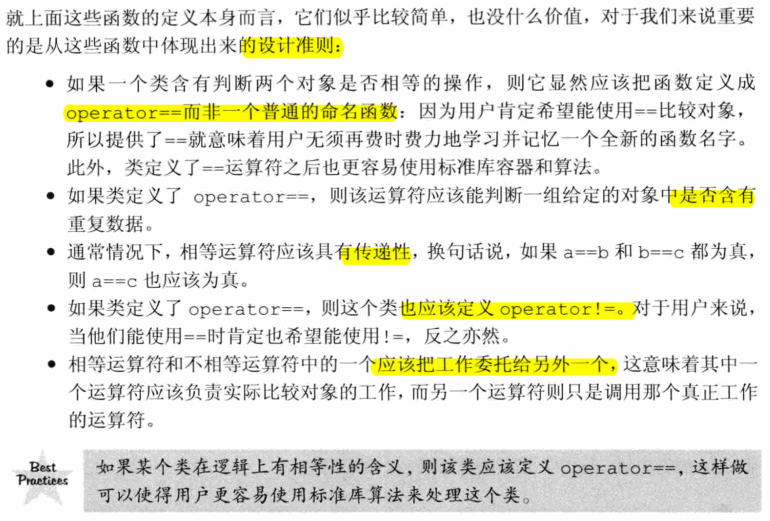 就上面这些函数的定义本身而言，它们似乎比较简单，也没什么价值，对于我们来说重要
的是从这些函数中体现出来的设计准则：
● 如果一个类含有判断两个对象是否相等的操作，则它显然应该把函数定义成
operator==而非一个普通的命名函数：因为用户肯定希望能使用==比较对象，
所以提供了==就意味着用户无须再费时费力地学习并记忆一个全新的函数名字。
此外，类定义了==运算符之后也更容易使用标准库容器和算法。
● 如果类定义了 operator==，则该运算符应该能判断一组给定的对象中是否含有
重复数据。
● 通常情况下，相等运算符应该具有传递性，换句话说，如果 a==b 和 b==c 都为真，
则 a==c 也应该为真。
● 如果类定义了 operator==，则这个类也应该定义 operator!=。对于用户来说，
当他们能使用==时肯定也希望能使用!=，反之亦然。
● 相等运算符和不相等运算符中的一个应该把工作委托给另外一个，这意味着其中一
个运算符应该负责实际比较对象的工作，而另一个运算符则只是调用那个真正工作
的运算符。
Best
Practices
如果某个类在逻辑上有相等性的含义，则该类应该定义 operator==，这样做
可以使得用户更容易使用标准库算法来处理这个类。